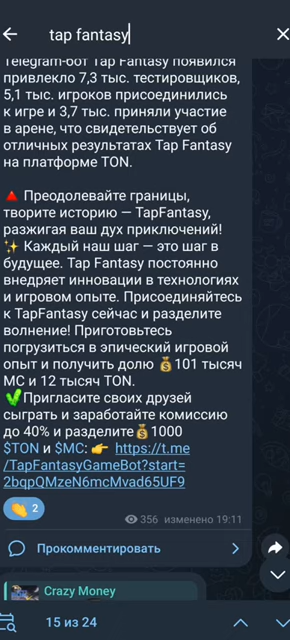 tap fantasy
Telegram-бот Tap Fantasy появился
привлекло 7,3 тыс. тестировщиков,
5,1 тыс. игроков присоединились
к игре и 3,7 тыс. приняли участие
в арене, что свидетельствует об
отличных результатах Tap Fantasy
на платформе TON.
🔺 Преодолевайте границы,
творите историю — TapFantasy,
разжигая ваш дух приключений!
✨ Каждый наш шаг — это шаг в
будущее. Tap Fantasy постоянно
внедряет инновации в технологиях
и игровом опыте. Присоединяйтесь
к TapFantasy сейчас и разделите
волнение! Приготовьтесь
погрузиться в эпический игровой
опыт и получить долю 💰101 тысяч
MC и 12 тысяч TON.
✅Пригласите своих друзей
сыграть и заработайте комиссию
до 40% и разделите💰1000
$TON и $MC: 👉 https://t.me
/TapFantasyGameBot?start=
2bqpQMzeN6mcMvad65UF9
👏 2
356 изменено 19:11
Прокомментировать
Crazy Money
15 из 24